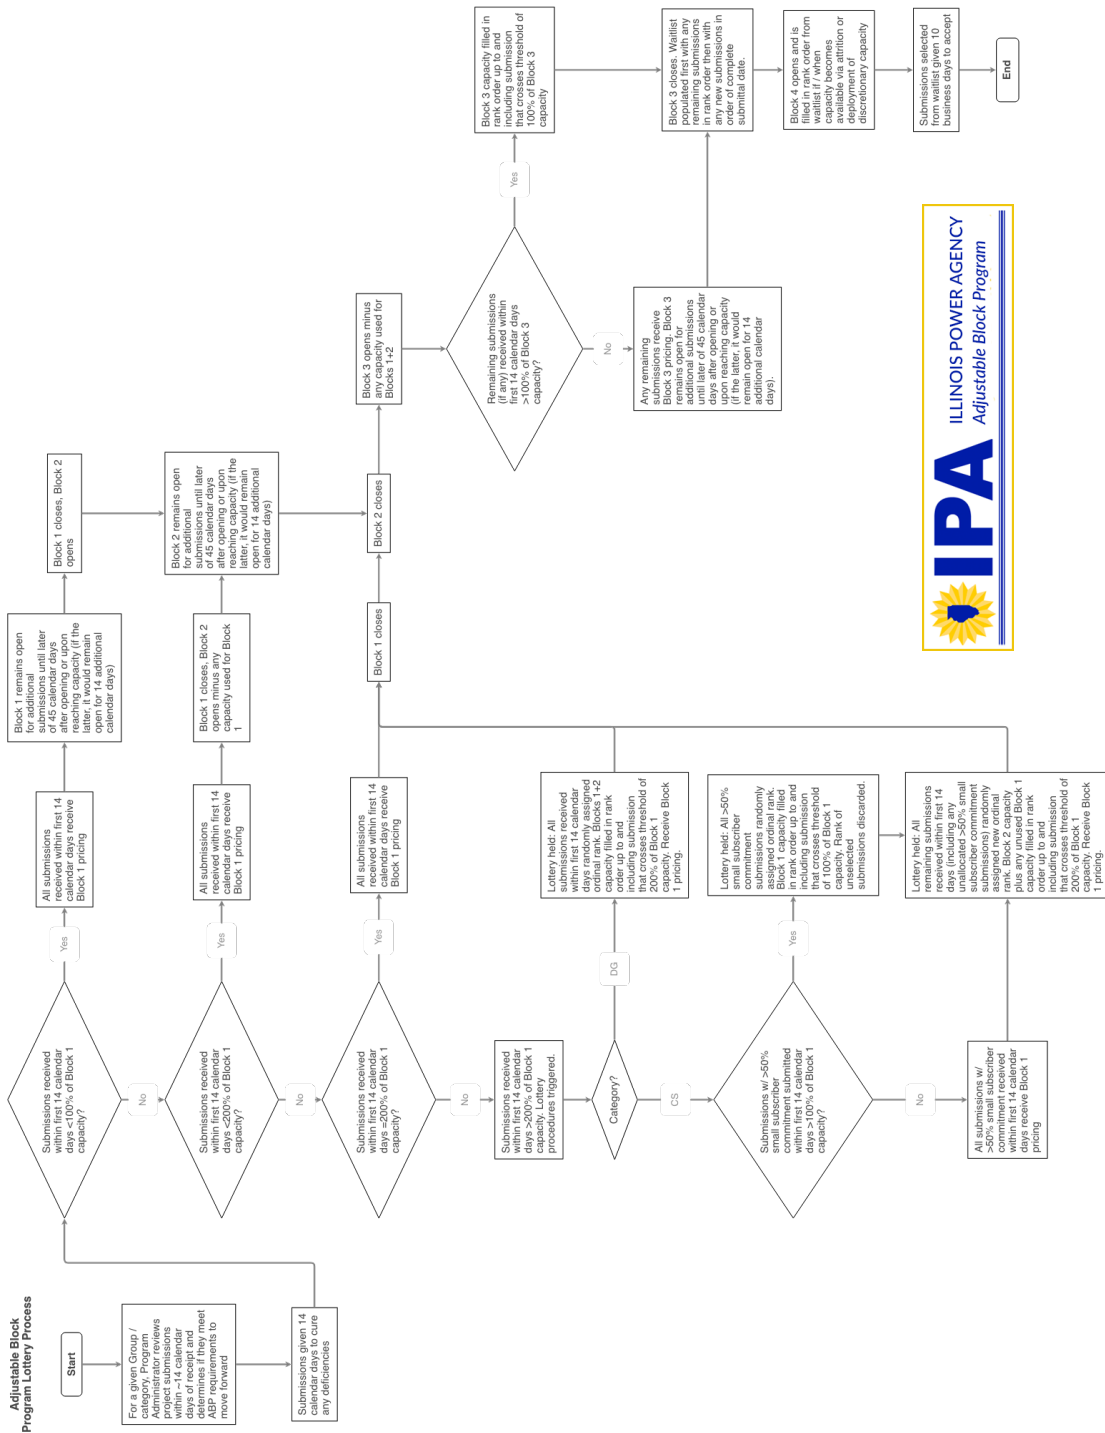 Adjustable Block
Program Lottery Process
Start
For a given Group /
category, Program
Administrator reviews
project submissions
within ~14 calendar
days of receipt and
determines if they meet
ABP requirements to
move forward
Submissions given 14
calendar days to cure
any deficiencies
Submissions received
within first 14 calendar
days <100% of Block 1
capacity?
Yes
All submissions
received within first 14
calendar days receive
Block 1 pricing
Block 1 remains open
for additional
submissions until later
of 45 calendar days
after opening or upon
reaching capacity (if the
latter, it would remain
open for 14 additional
calendar days)
Block 1 closes, Block 2
opens
No
Submissions received
within first 14 calendar
days <200% of Block 1
capacity?
Yes
All submissions
received within first 14
calendar days receive
Block 1 pricing
Block 1 closes, Block 2
opens minus any
capacity used for Block
1
Block 2 remains open
for additional
submissions until later
of 45 calendar days
after opening or upon
reaching capacity (if the
latter, it would remain
open for 14 additional
calendar days)
No
Submissions received
within first 14 calendar
days =200% of Block 1
capacity?
Yes
All submissions
received within first 14
calendar days receive
Block 1 pricing
Block 1 closes
Block 2 closes
Block 3 opens minus
any capacity used for
Blocks 1+2
No
Submissions received
within first 14 calendar
days >200% of Block 1
capacity. Lottery
procedures triggered.
Category?
DG
Lottery held: All
submissions received
within first 14 calendar
days randomly assigned
ordinal rank. Blocks 1+2
capacity filled in rank
order up to and
including submission
that crosses threshold of
200% of Block 1
capacity. Receive Block
1 pricing.
CS
Submissions w/ >50%
small subscriber
commitment submitted
within first 14 calendar
days >100% of Block 1
capacity?
Yes
Lottery held: All >50%
small subscriber
commitment
submissions randomly
assigned ordinal rank.
Block 1 capacity filled
in rank order up to and
including submission
that crosses threshold
of 100% of Block 1
capacity. Rank of
unselected
submissions discarded.
No
All submissions w/
>50% small subscriber
commitment received
within first 14 calendar
days receive Block 1
pricing
Lottery held: All
remaining submissions
received within first 14
days (including any
unallocated >50% small
subscriber commitment
submissions) randomly
assigned new ordinal
rank. Block 2 capacity
plus any unused Block 1
capacity filled in rank
order up to and
including submission
that crosses threshold of
200% of Block 1
capacity. Receive Block
1 pricing.
Remaining submissions
(if any) received within
first 14 calendar days
>100% of Block 3
capacity?
Yes
Block 3 capacity filled in
rank order up to and
including submission
that crosses threshold of
100% of Block 3
capacity
No
Any remaining
submissions receive
Block 3 pricing. Block 3
remains open for
additional submissions
until later of 45 calendar
days after opening or
upon reaching capacity
(if the latter, it would
remain open for 14
additional calendar
days).
Block 3 closes. Waitlist
populated first with any
remaining submissions
in rank order then with
any new submissions in
order of complete
submittal date.
Block 4 opens and is
filled in rank order from
waitlist if / when
capacity becomes
available via attrition or
deployment of
discretionary capacity
Submissions selected
from waitlist given 10
business days to accept
End
IPA
ILLINOIS POWER AGENCY
Adjustable Block Program